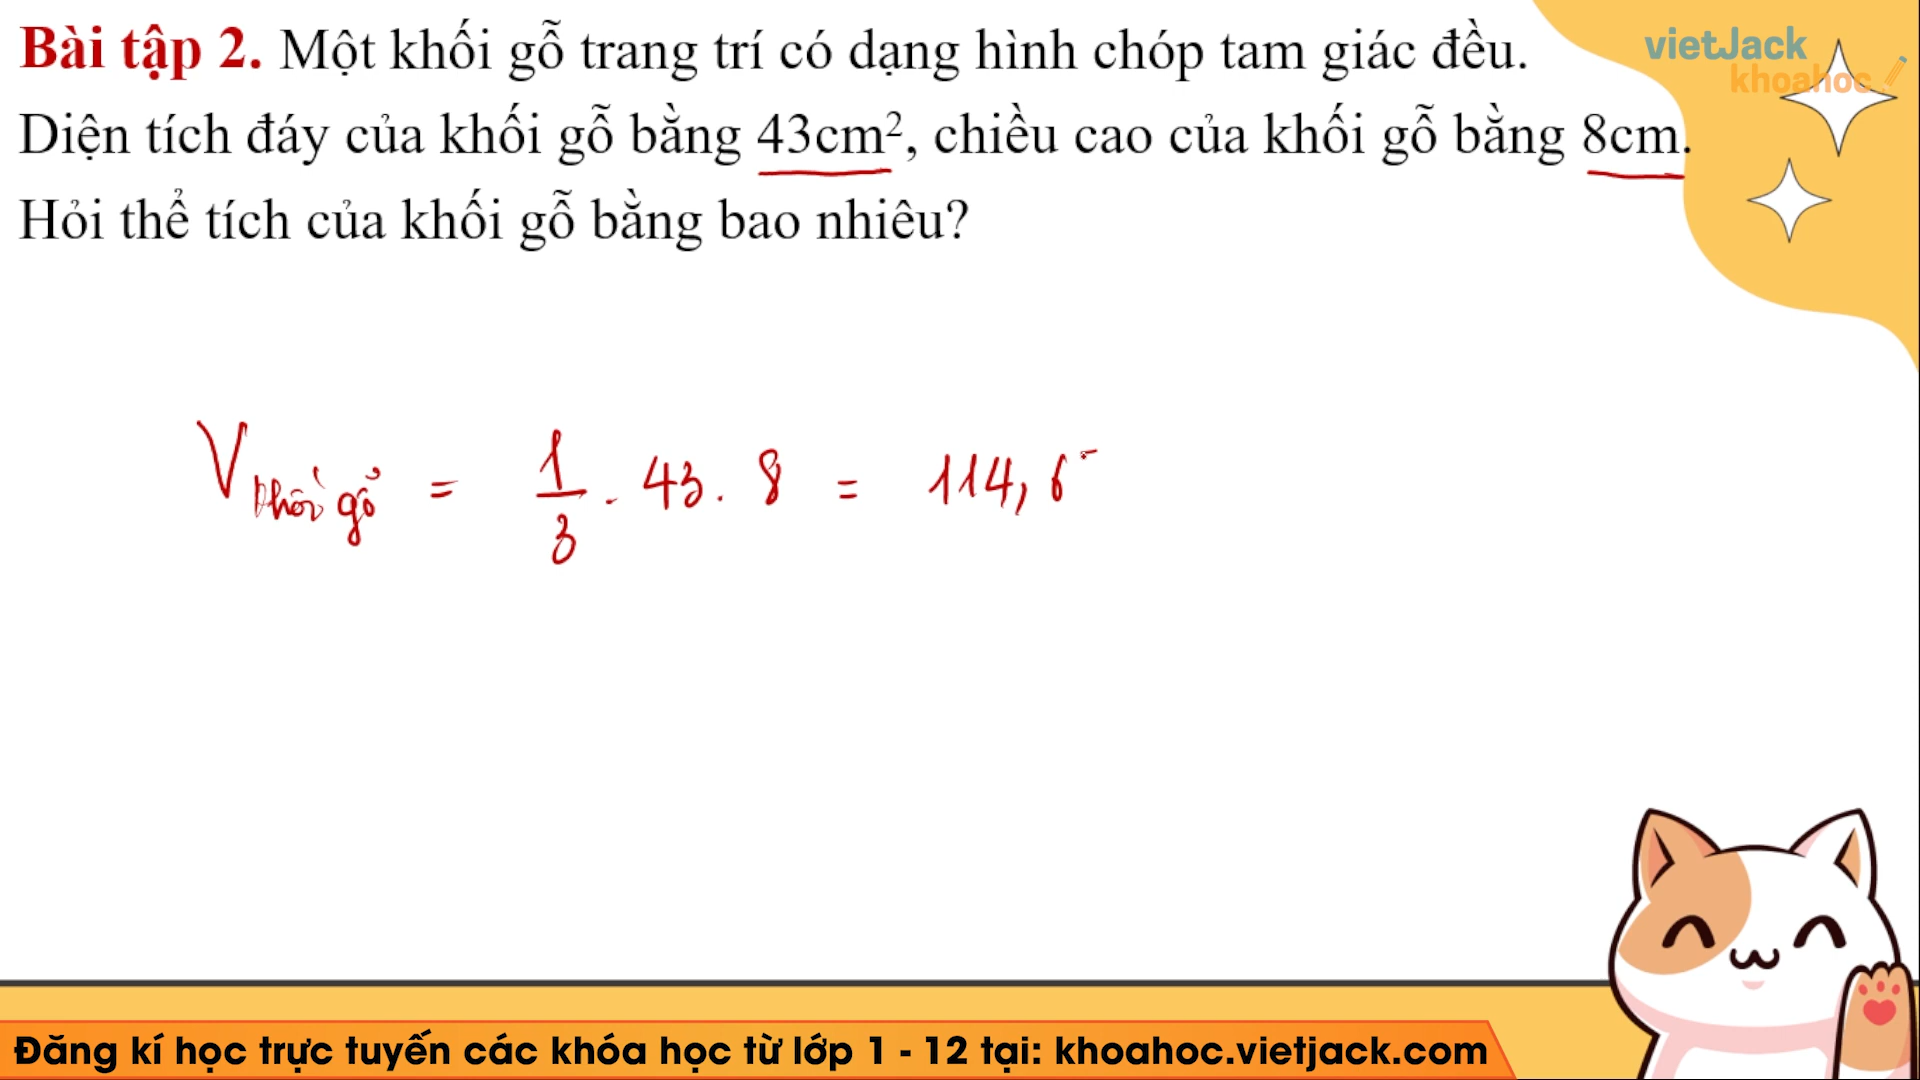 Bài tập 2. Một khối gỗ trang trí có dạng hình chóp tam giác đều.
Diện tích đáy của khối gỗ bằng 43cm², chiều cao của khối gỗ bằng 8cm.
Hỏi thể tích của khối gỗ bằng bao nhiêu?
vietJack
khoahoc
V khối gỗ = 1/3 . 43 . 8 = 114,6
Đăng kí học trực tuyến các khóa học từ lớp 1 - 12 tại: khoahoc.vietjack.com